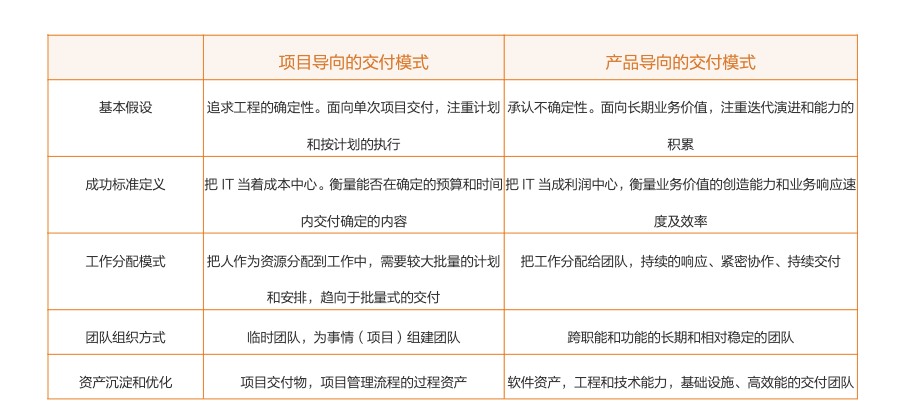 项目导向的交付模式
产品导向的交付模式
基本假设
追求工程的确定性。面向单次项目交付，注重计划
和按计划的执行
承认不确定性。面向长期业务价值，注重迭代演进和能力的
积累
成功标准定义
把 IT 当着成本中心。衡量能否在确定的预算和时间
内交付确定的内容
把 IT 当成利润中心，衡量业务价值的创造能力和业务响应速
度及效率
工作分配模式
把人作为资源分配到工作中，需要较大批量的计划
和安排，趋向于批量式的交付
把工作分配给团队，持续的响应、紧密协作、持续交付
团队组织方式
临时团队，为事情（项目）组建团队
跨职能和功能的长期和相对稳定的团队
资产沉淀和优化
项目交付物，项目管理流程的过程资产
软件资产，工程和技术能力，基础设施、高效能的交付团队